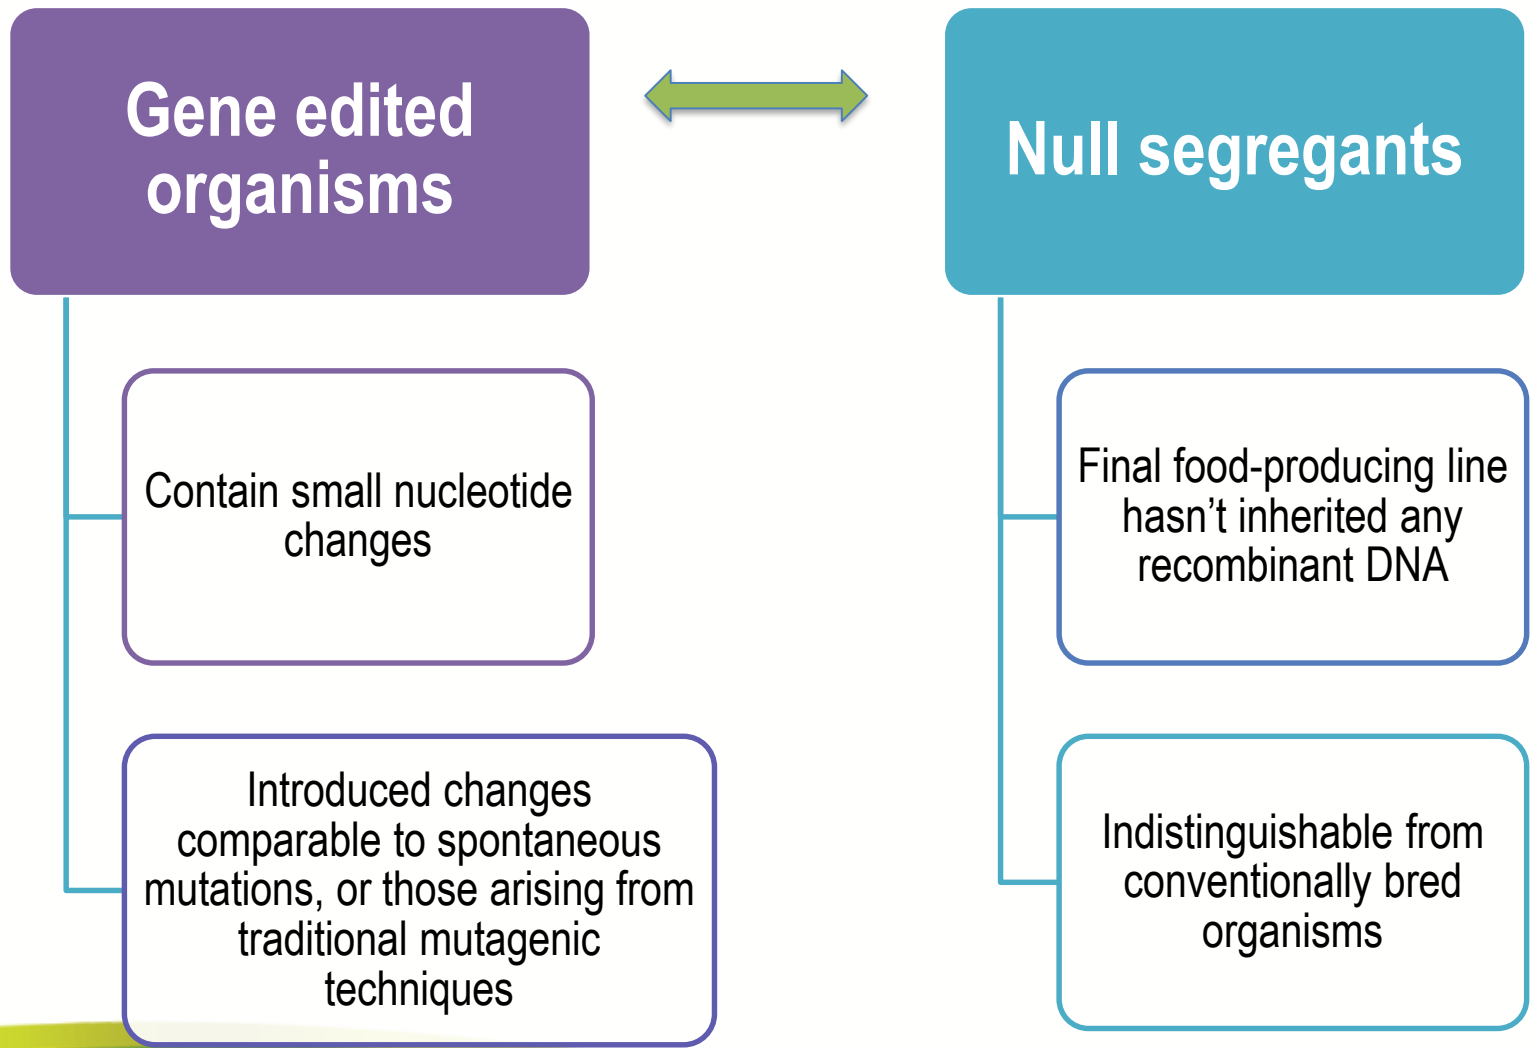 Gene edited
organisms
Contain small nucleotide
changes
Introduced changes
comparable to spontaneous
mutations, or those arising from
traditional mutagenic
techniques
Null segregants
Final food-producing line
hasn’t inherited any
recombinant DNA
Indistinguishable from
conventionally bred
organisms